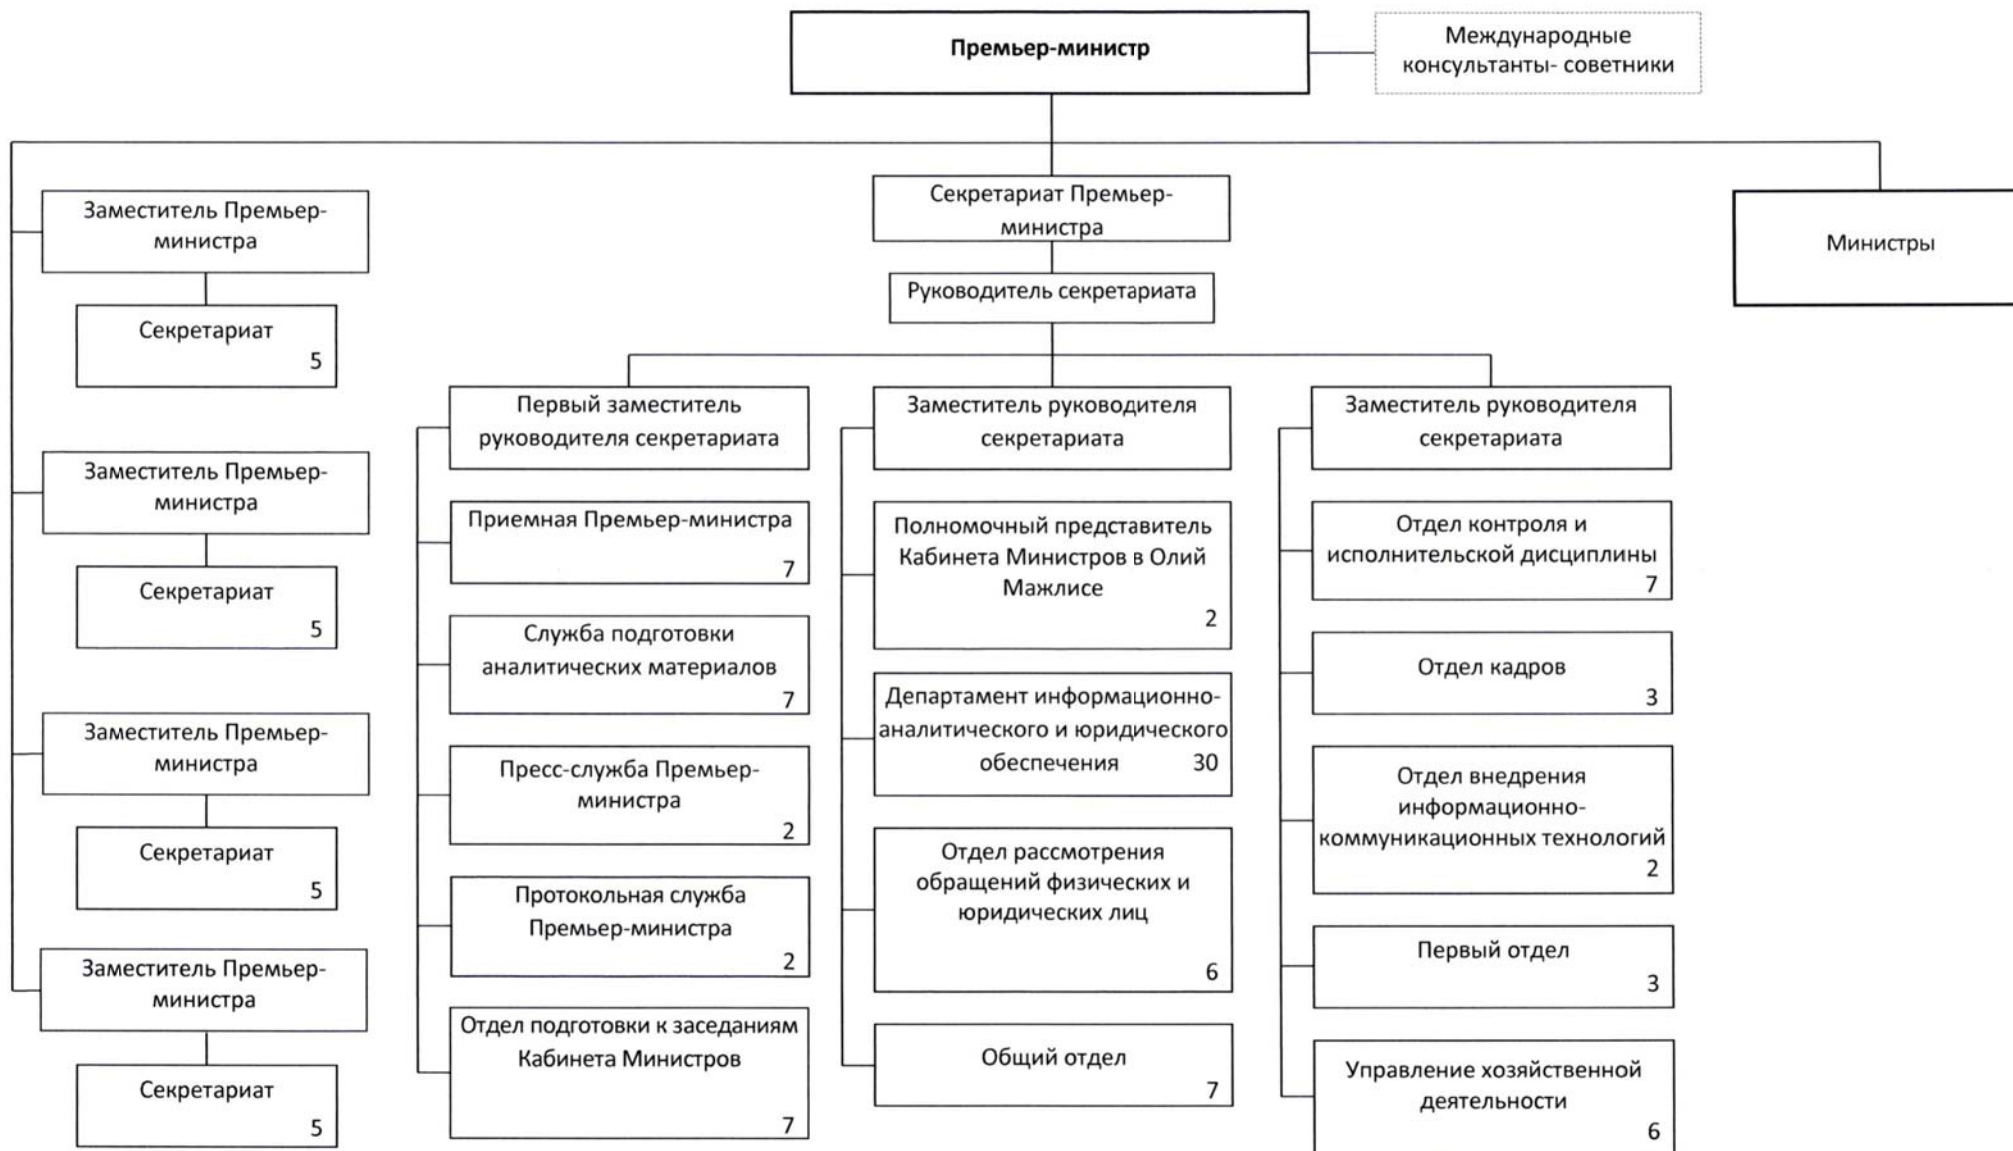 Премьер-министр
Международные
консультанты- советники
Заместитель Премьер-
министра
Секретариат
5
Заместитель Премьер-
министра
Секретариат
5
Заместитель Премьер-
министра
Секретариат
5
Заместитель Премьер-
министра
Секретариат
5
Секретариат Премьер-
министра
Руководитель секретариата
Первый заместитель
руководителя секретариата
Приемная Премьер-министра
7
Служба подготовки
аналитических материалов
7
Пресс-служба Премьер-
министра
2
Протокольная служба
Премьер-министра
2
Отдел подготовки к заседаниям
Кабинета Министров
7
Заместитель руководителя
секретариата
Полномочный представитель
Кабинета Министров в Олий
Мажлисе
2
Департамент информационно-
аналитического и юридического
обеспечения 30
Отдел рассмотрения
обращений физических и
юридических лиц
6
Общий отдел
7
Заместитель руководителя
секретариата
Отдел контроля и
исполнительской дисциплины
7
Отдел кадров
3
Отдел внедрения
информационно-
коммуникационных технологий
2
Первый отдел
3
Управление хозяйственной
деятельности
6
Министры